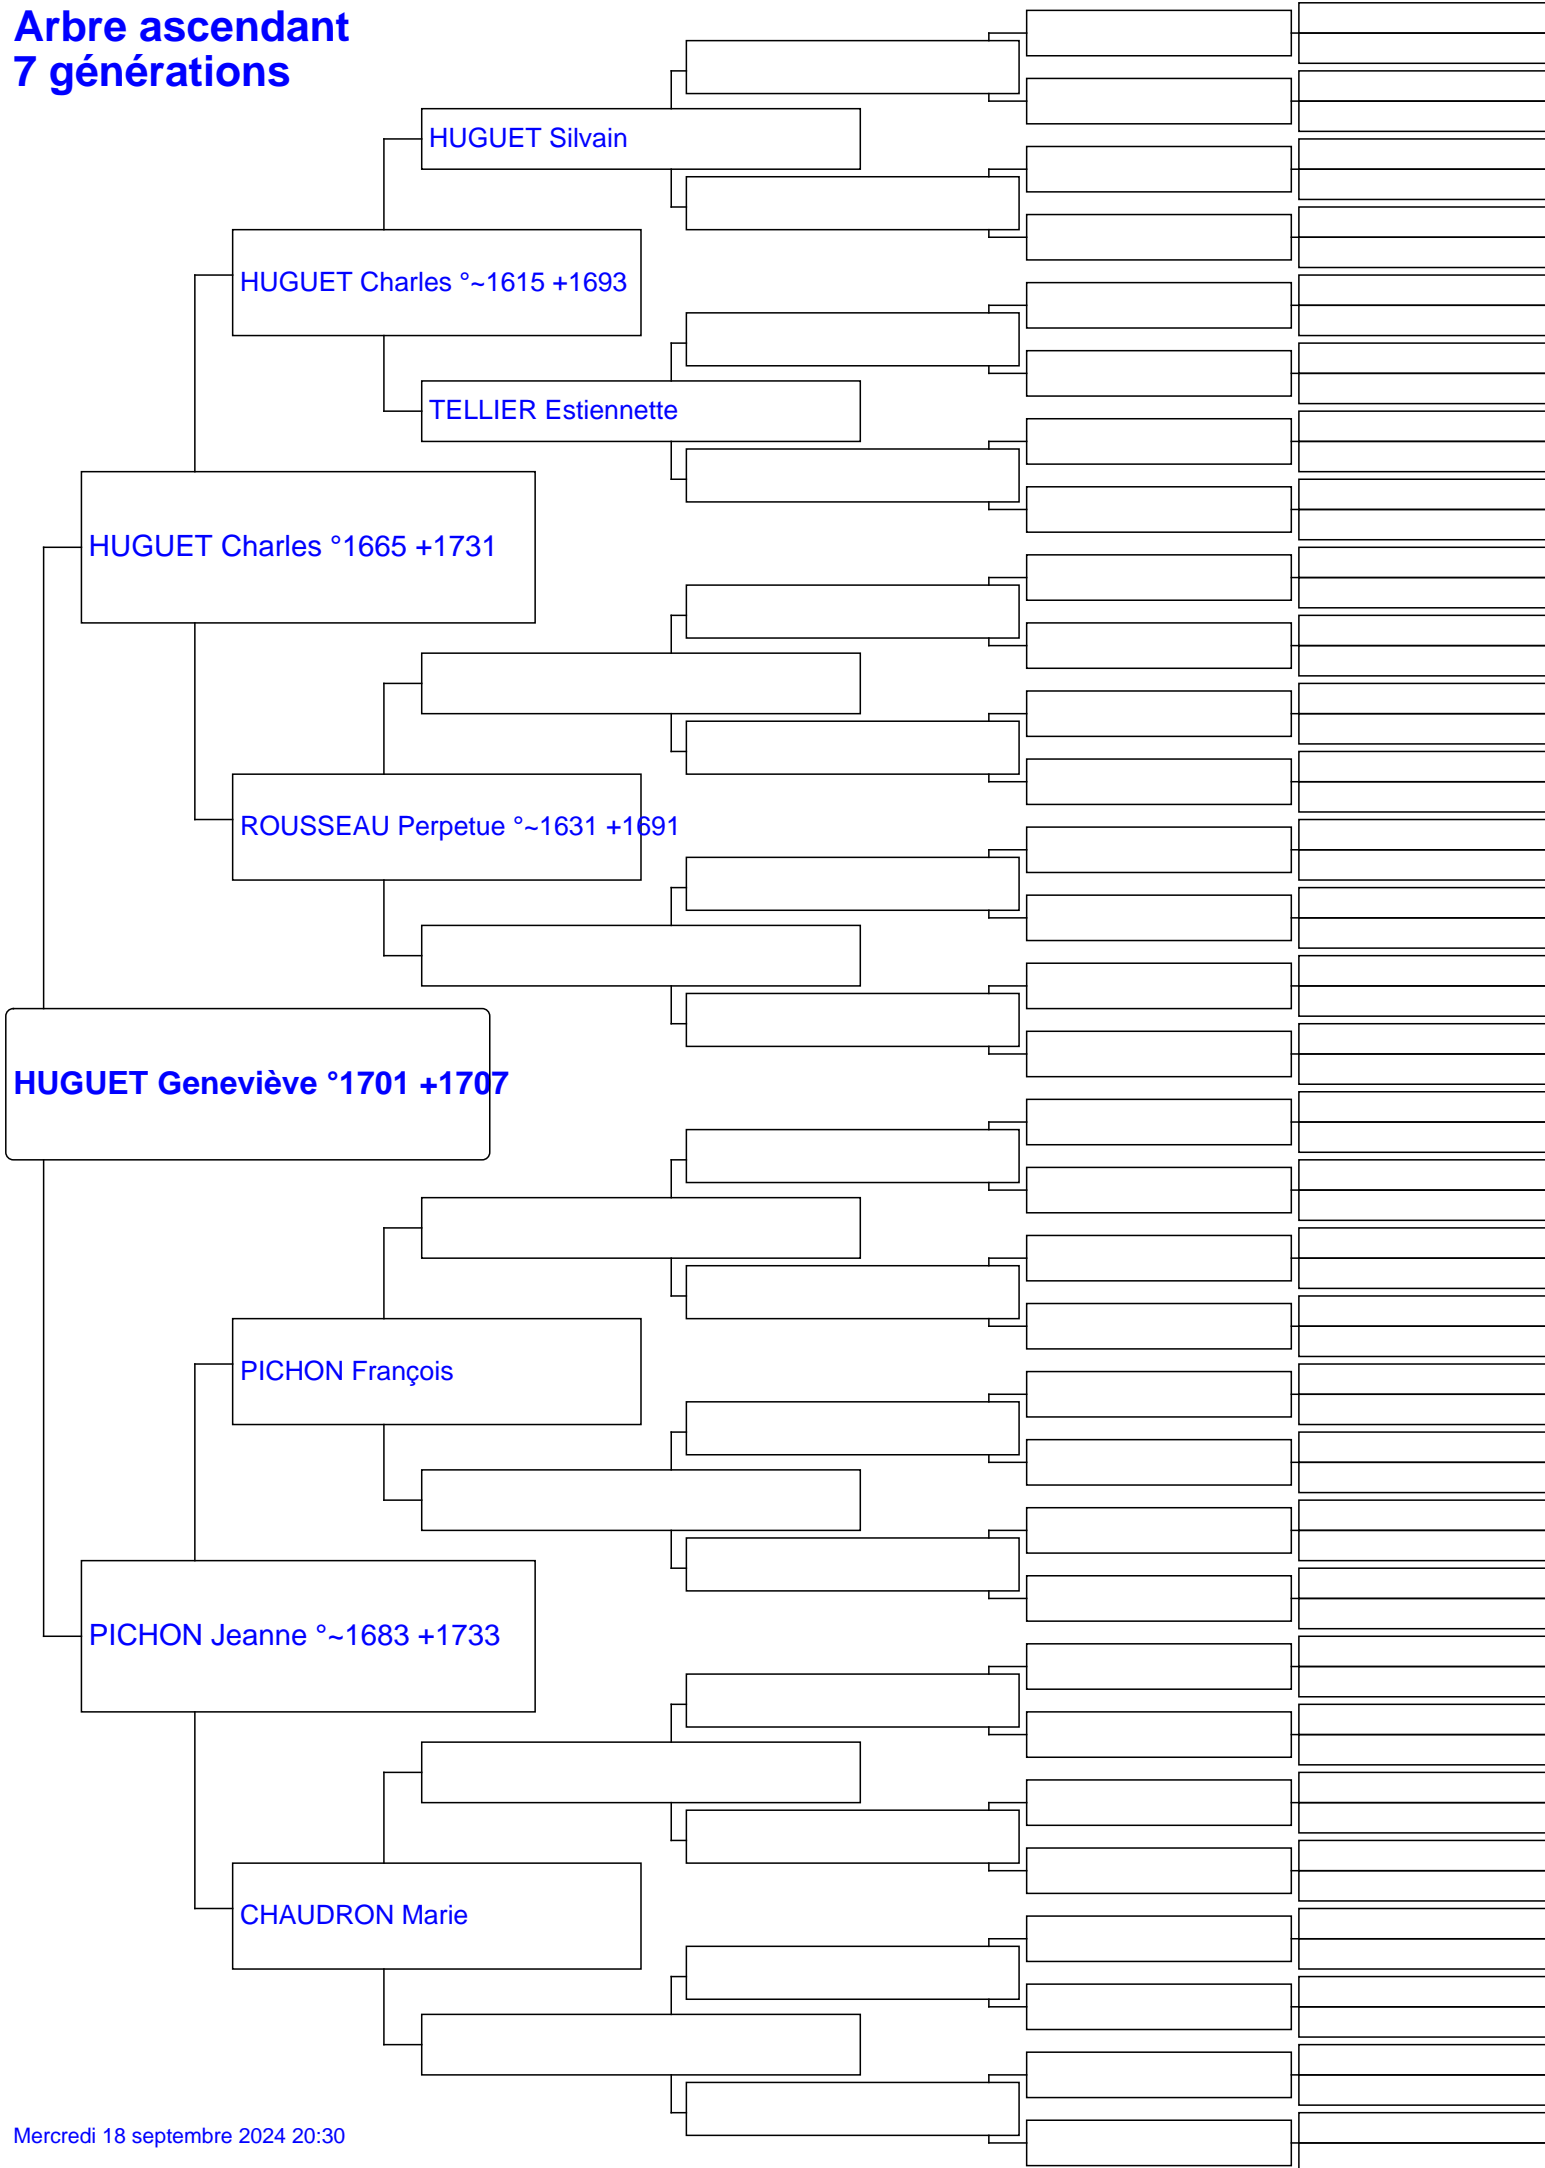 Arbre ascendant
7 générations
HUGUET Silvain
HUGUET Charles °~1615 +1693
TELLIER Estiennette
HUGUET Charles °1665 +1731
ROUSSEAU Perpetue °~1631 +1691
HUGUET Geneviève °1701 +1707
PICHON François
PICHON Jeanne °~1683 +1733
CHAUDRON Marie
Mercredi 18 septembre 2024 20:30